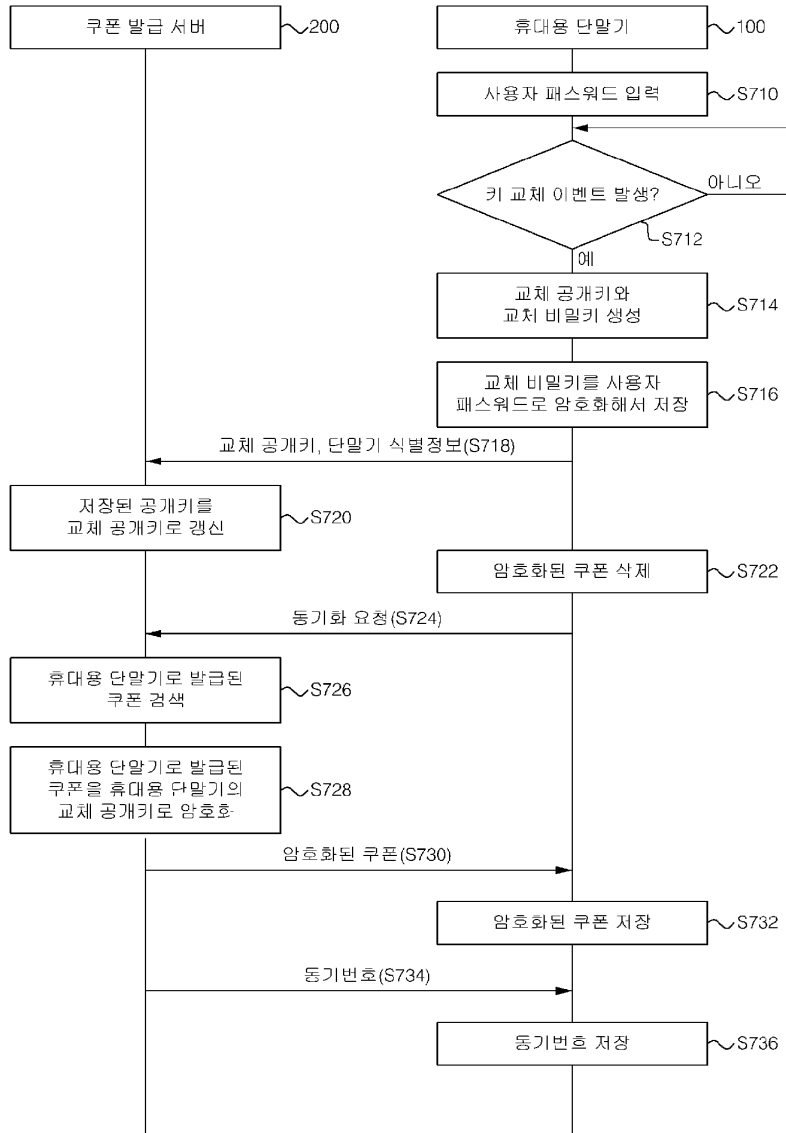 쿠폰 발급 서버
200
휴대용 단말기
100
사용자 패스워드 입력
S710
키 교체 이벤트 발생?
아니오
S712
예
교체 공개키와
교체 비밀키 생성
S714
교체 비밀키를 사용자
패스워드로 암호화해서 저장
S716
교체 공개키, 단말기 식별정보(S718)
저장된 공개키를
교체 공개키로 갱신
S720
암호화된 쿠폰 삭제
S722
동기화 요청(S724)
휴대용 단말기로 발급된
쿠폰 검색
S726
휴대용 단말기로 발급된
쿠폰을 휴대용 단말기의
교체 공개키로 암호화
S728
암호화된 쿠폰(S730)
암호화된 쿠폰 저장
S732
동기번호(S734)
동기번호 저장
S736